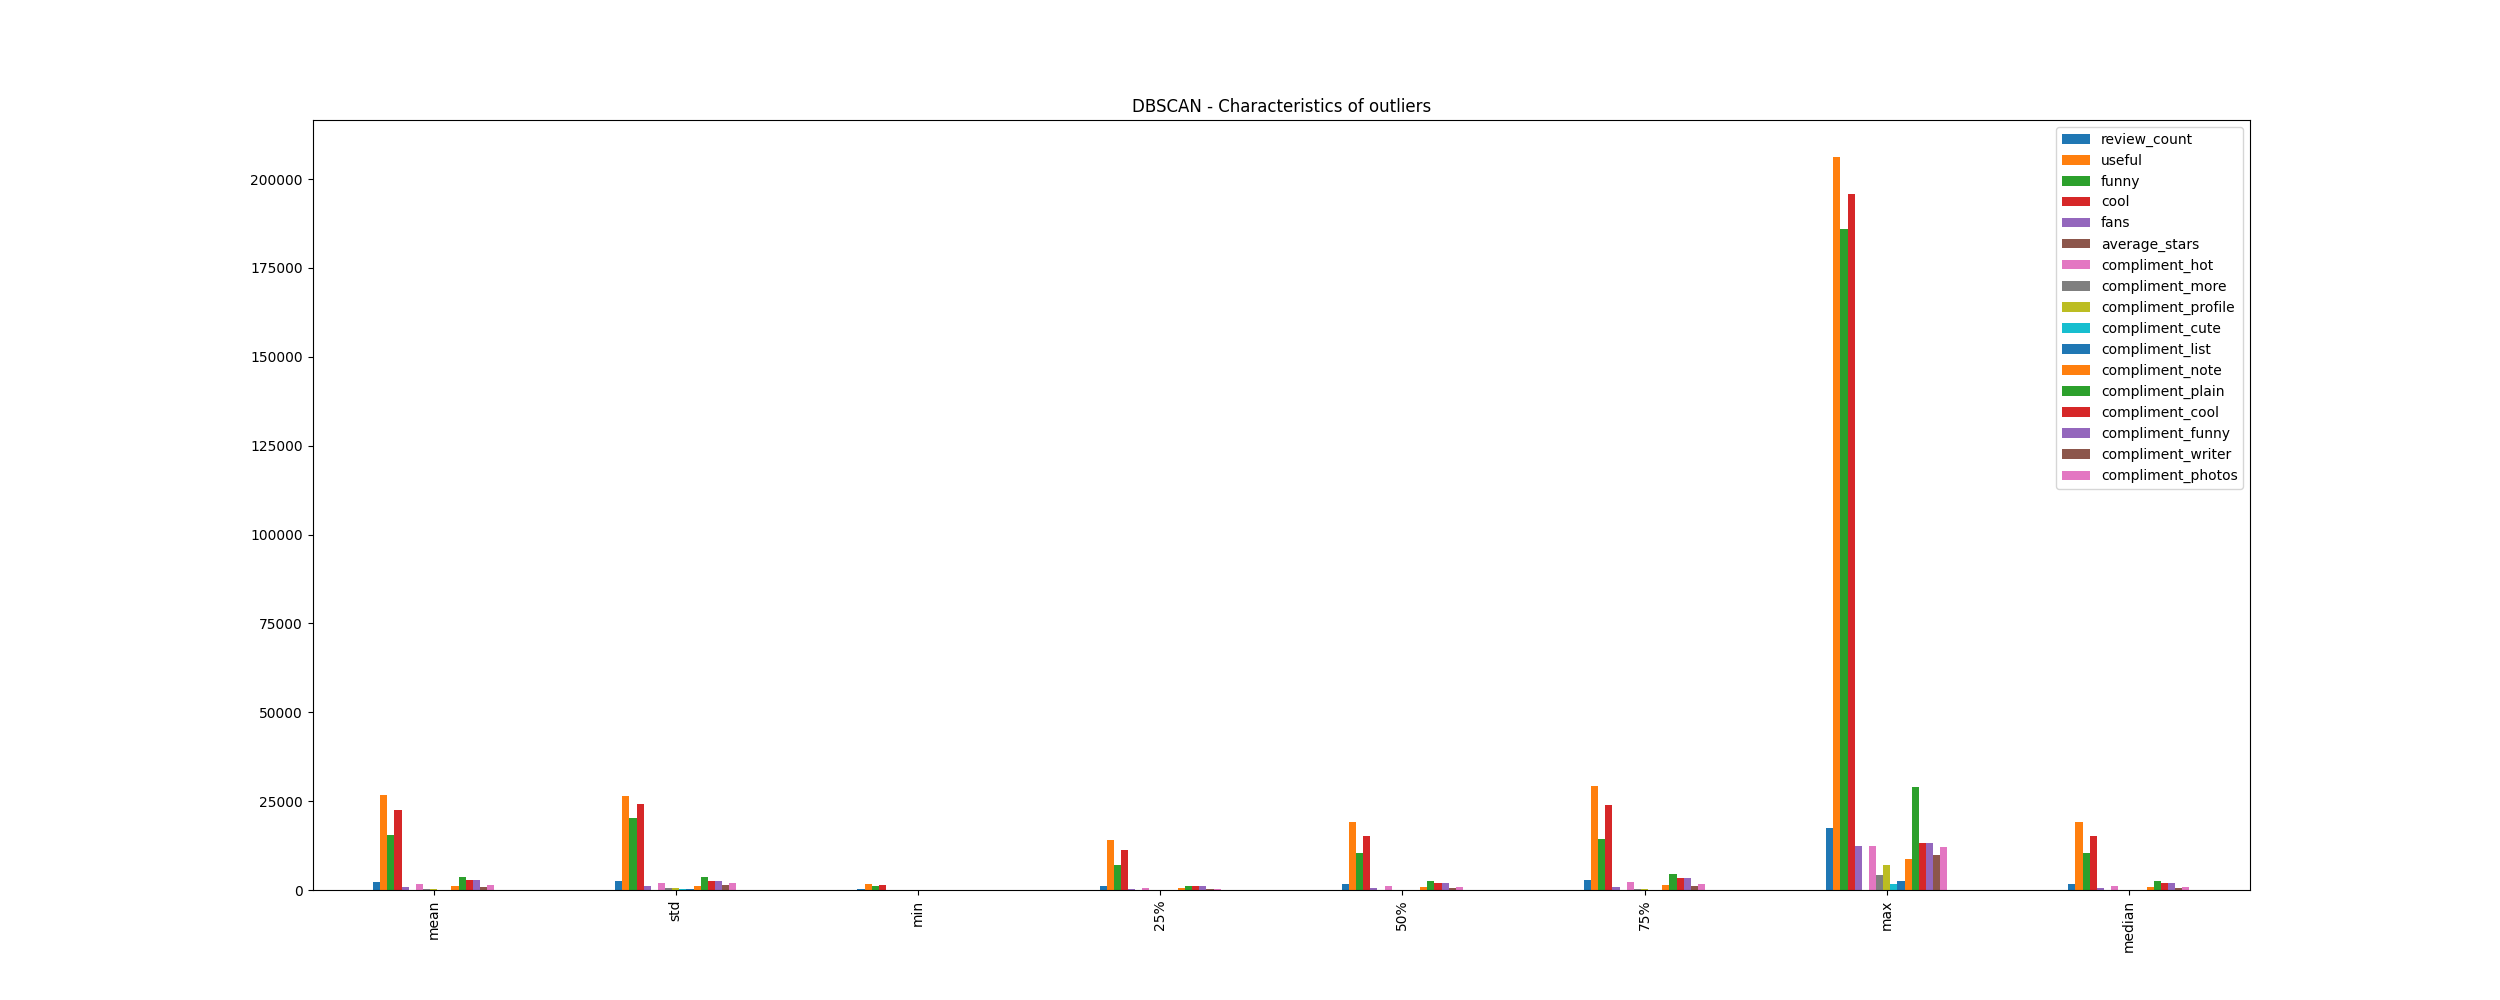 DBSCAN - Characteristics of outliers
200000
175000
150000
125000
100000
75000
50000
25000
0
review_count
useful
funny
cool
fans
average_stars
compliment_hot
compliment_more
compliment_profile
compliment_cute
compliment_list
compliment_note
compliment_plain
compliment_cool
compliment_funny
compliment_writer
compliment_photos
mean
std
min
25%
50%
75%
max
median